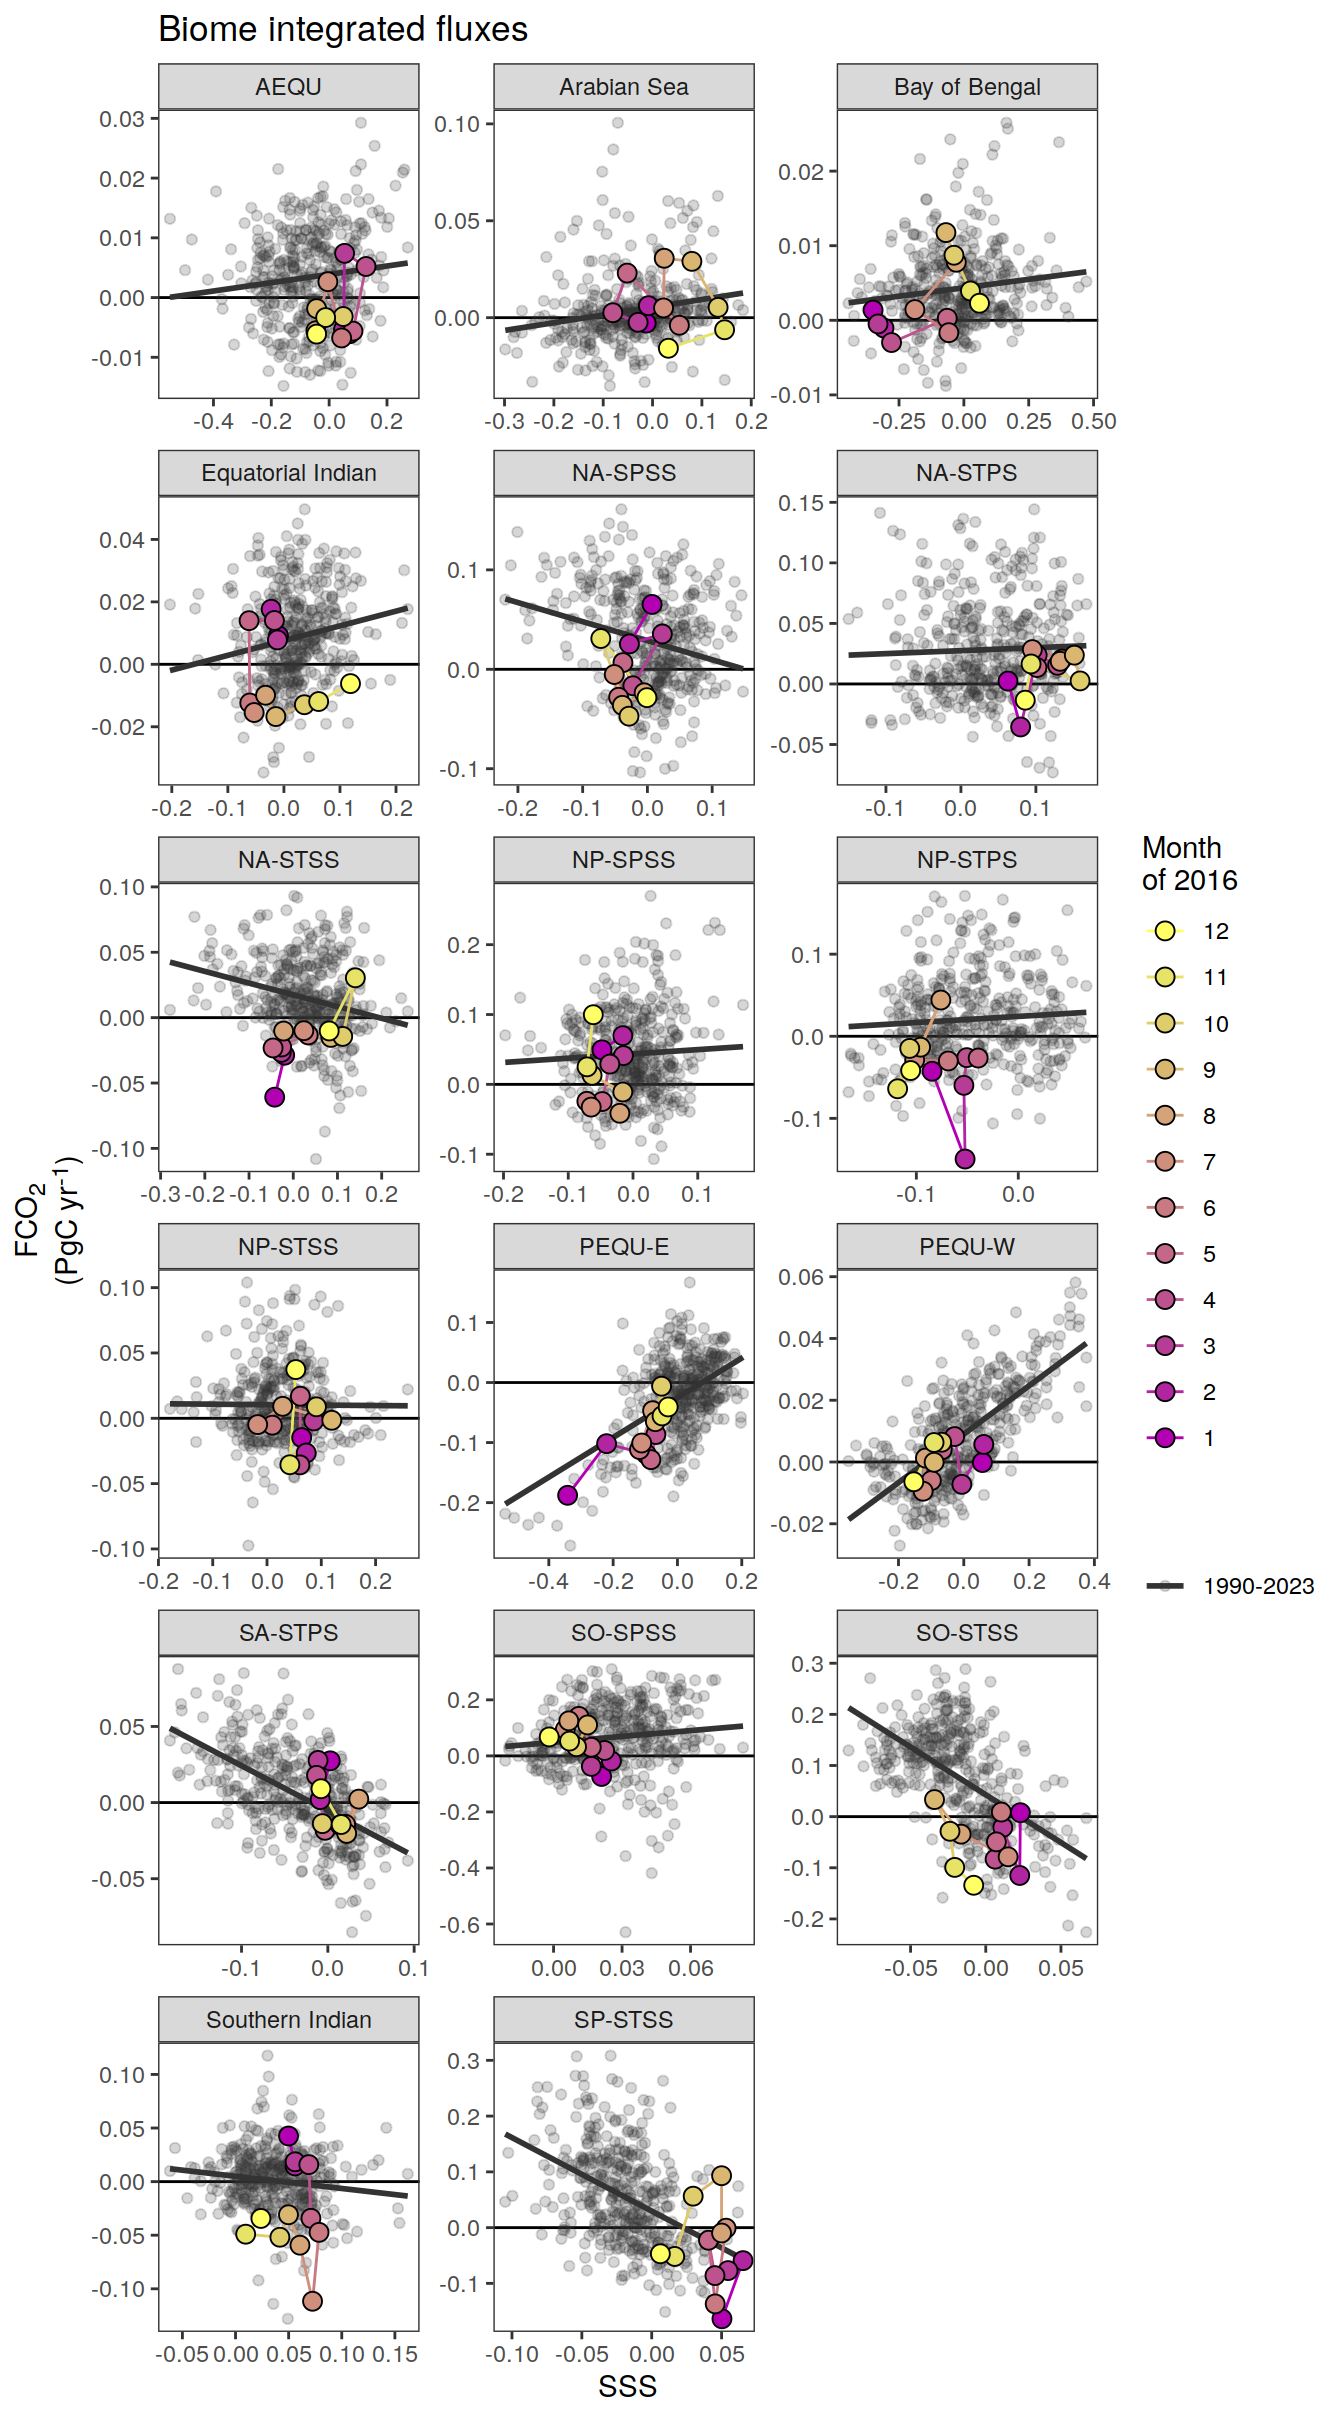 Biome integrated fluxes
AEQU
Arabian Sea
Bay of Bengal
0.03
0.02
0.01
0.00
-0.01
0.10
0.05
0.00
0.02
0.01
0.00
-0.01
-0.4 -0.2 0.0 0.2
-0.3 -0.2 -0.1 0.0 0.1 0.2
-0.25 0.00 0.25 0.50
Equatorial Indian
NA-SPSS
NA-STPS
0.04
0.02
0.00
-0.02
0.1
0.0
-0.1
0.15
0.10
0.05
0.00
-0.05
-0.2 -0.1 0.0 0.1 0.2
-0.2 -0.1 0.0 0.1
-0.1 0.0 0.1
NA-STSS
NP-SPSS
NP-STPS
0.10
0.05
0.00
-0.05
-0.10
0.2
0.1
0.0
-0.1
0.1
0.0
-0.1
-0.3 -0.2 -0.1 0.0 0.1 0.2
-0.2 -0.1 0.0 0.1
-0.1 0.0
NP-STSS
PEQU-E
PEQU-W
0.10
0.05
0.00
-0.05
-0.10
0.1
0.0
-0.1
-0.2
0.06
0.04
0.02
0.00
-0.02
-0.2 -0.1 0.0 0.1 0.2
-0.4 -0.2 0.0 0.2
-0.2 0.0 0.2 0.4
SA-STPS
SO-SPSS
SO-STSS
0.05
0.00
-0.05
0.2
0.0
-0.2
-0.4
-0.6
0.3
0.2
0.1
0.0
-0.1
-0.2
-0.1 0.0 0.1
0.00 0.03 0.06
-0.05 0.00 0.05
Southern Indian
SP-STSS
0.10
0.05
0.00
-0.05
-0.10
0.3
0.2
0.1
0.0
-0.1
-0.05 0.00 0.05 0.10 0.15
-0.10 -0.05 0.00 0.05
SSS
FCO₂
(PgC yr⁻¹)
Month
of 2016
12
11
10
9
8
7
6
5
4
3
2
1
1990-2023